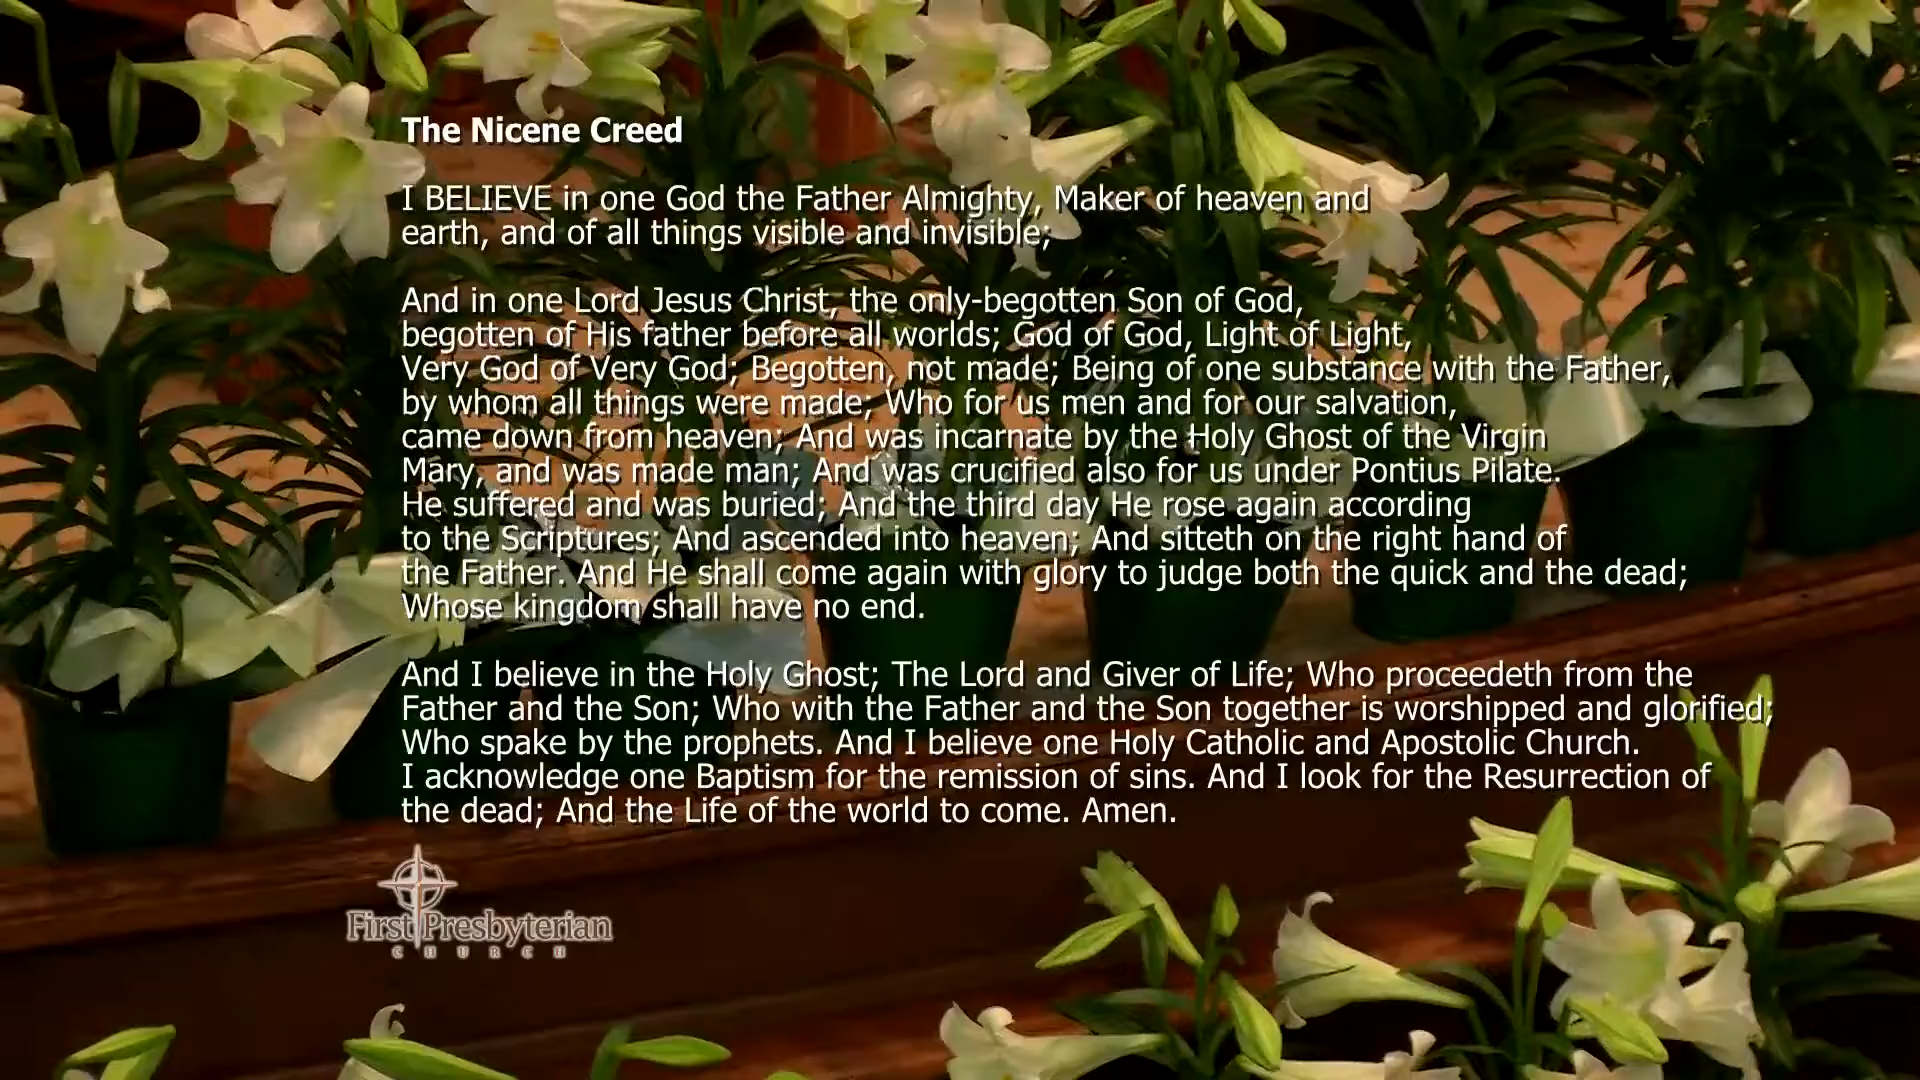 The Nicene Creed
I BELIEVE in one God the Father Almighty, Maker of heaven and
earth, and of all things visible and invisible;
And in one Lord Jesus Christ, the only-begotten Son of God,
begotten of His father before all worlds; God of God, Light of Light,
Very God of Very God; Begotten, not made; Being of one substance with the Father,
by whom all things were made; Who for us men and for our salvation,
came down from heaven; And was incarnate by the Holy Ghost of the Virgin
Mary, and was made man; And was crucified also for us under Pontius Pilate.
He suffered and was buried; And the third day He rose again according
to the Scriptures; And ascended into heaven; And sitteth on the right hand of
the Father. And He shall come again with glory to judge both the quick and the dead;
Whose kingdom shall have no end.
And I believe in the Holy Ghost; The Lord and Giver of Life; Who proceedeth from the
Father and the Son; Who with the Father and the Son together is worshipped and glorified;
Who spake by the prophets. And I believe one Holy Catholic and Apostolic Church.
I acknowledge one Baptism for the remission of sins. And I look for the Resurrection of
the dead; And the Life of the world to come. Amen.
First Presbyterian
CHURCH